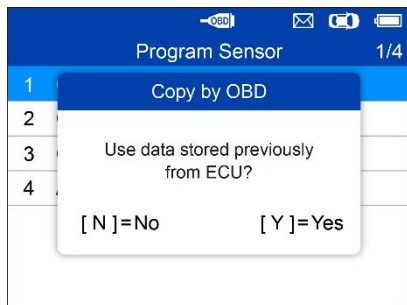 OBD
Program Sensor 1/4
1
Copy by OBD
2
3
4
Use data stored previously
from ECU?
[ N ]=No [ Y ]=Yes